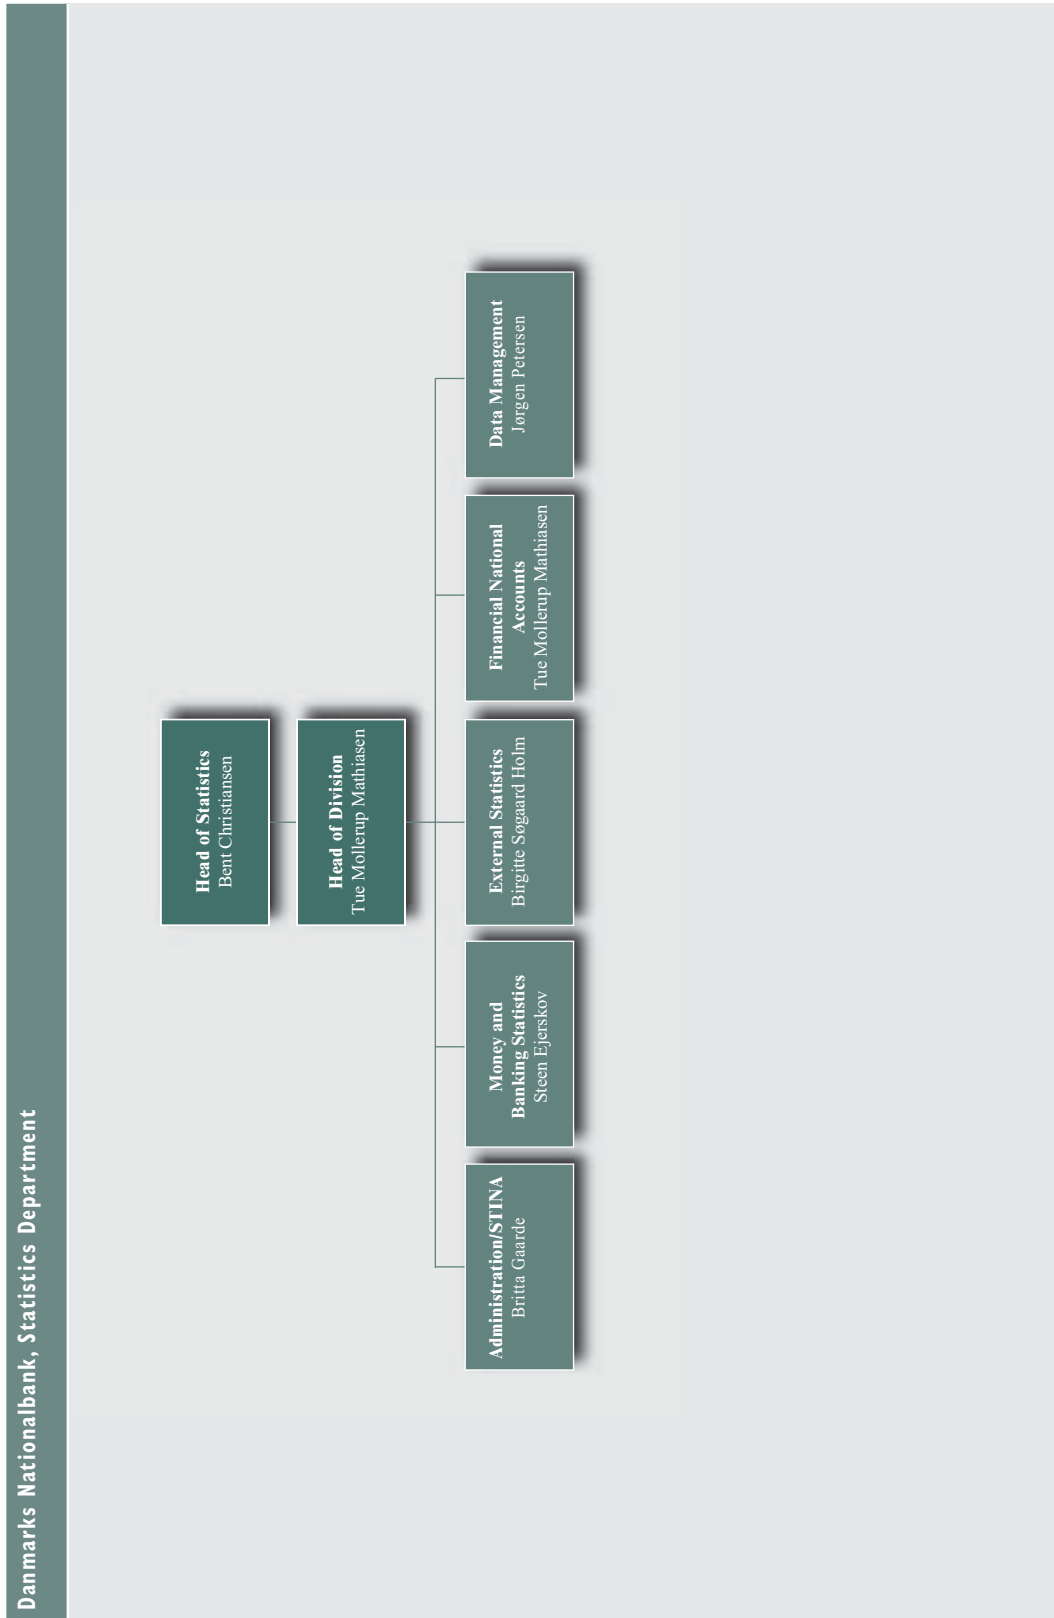 Danmarks Nationalbank, Statistics Department
Head of Statistics
Bent Christiansen
Head of Division
Tue Mollerup Mathiasen
Administration/STINA
Britta Gaarde
Money and
Banking Statistics
Steen Ejerskov
External Statistics
Birgitte Søgaard Holm
Financial National
Accounts
Tue Mollerup Mathiasen
Data Management
Jørgen Petersen